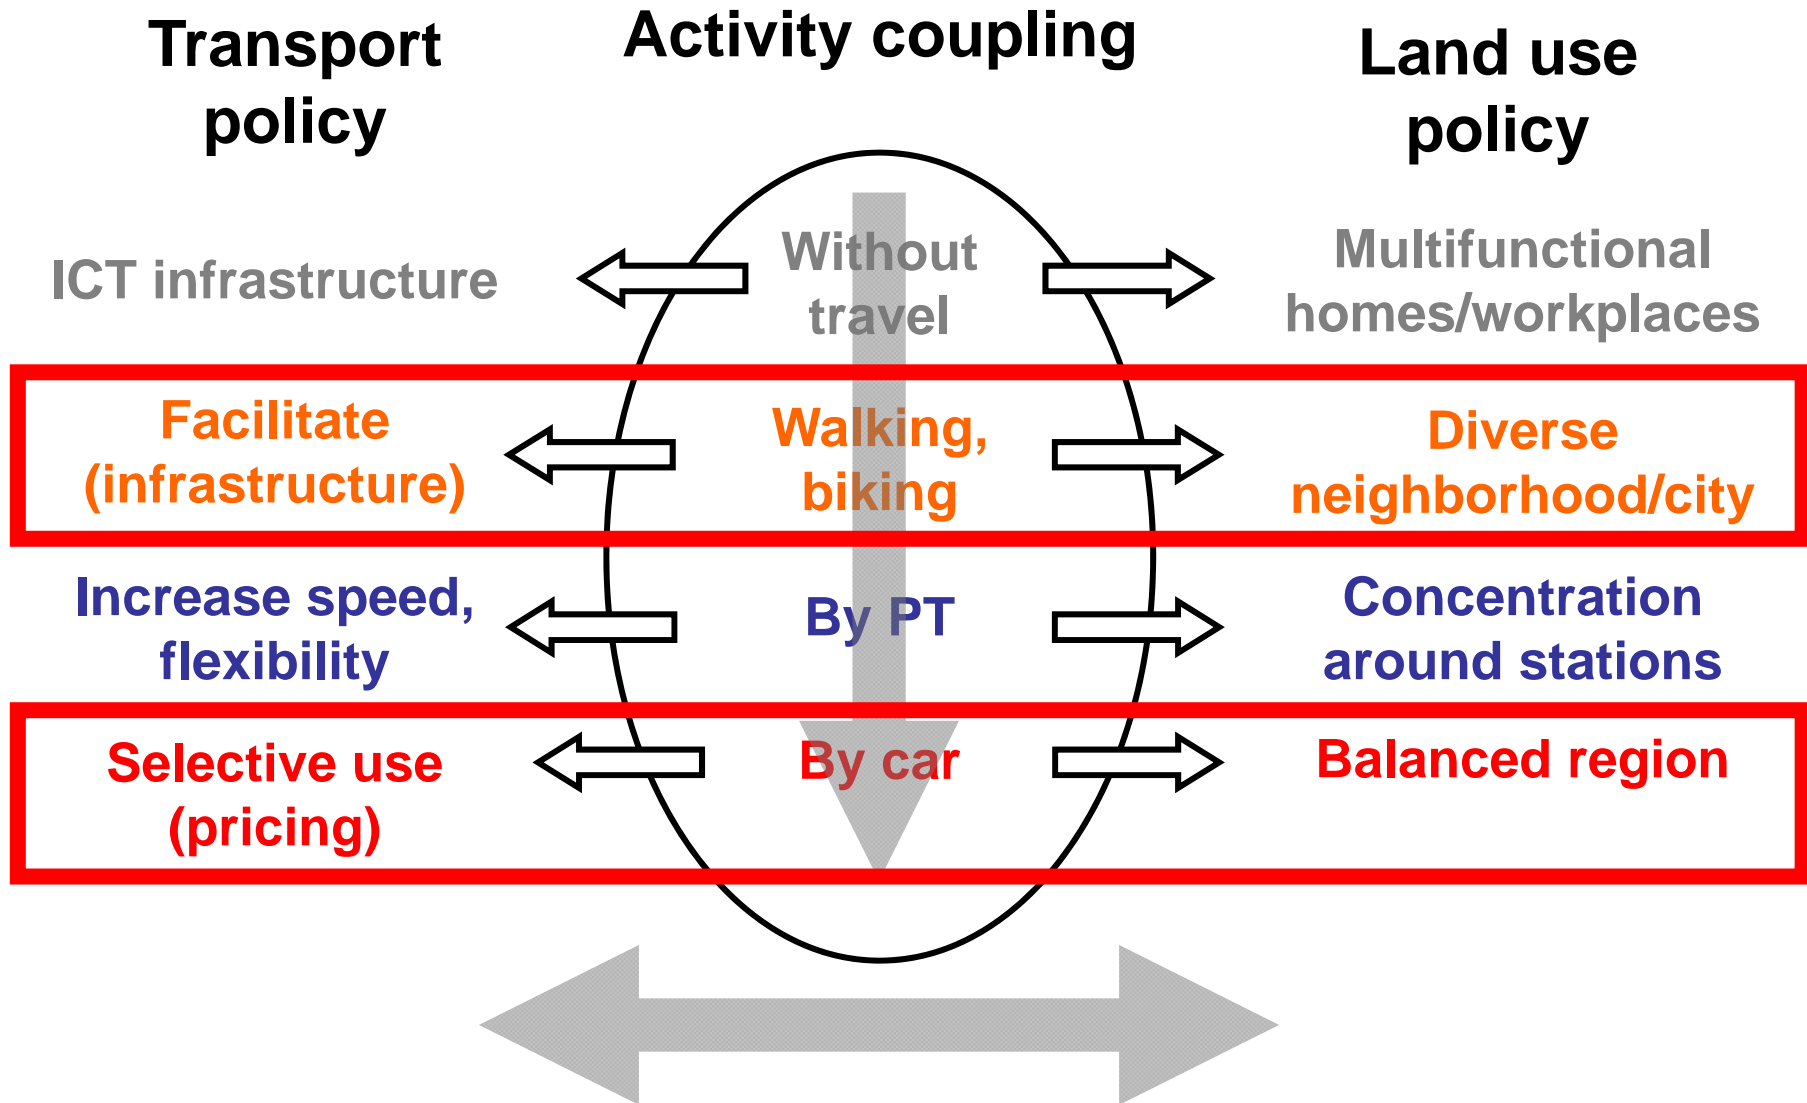 Transport
policy
Activity coupling
Land use
policy
ICT infrastructure
Without
travel
Multifunctional
homes/workplaces
Facilitate
(infrastructure)
Walking,
biking
Diverse
neighborhood/city
Increase speed,
flexibility
By PT
Concentration
around stations
Selective use
(pricing)
By car
Balanced region